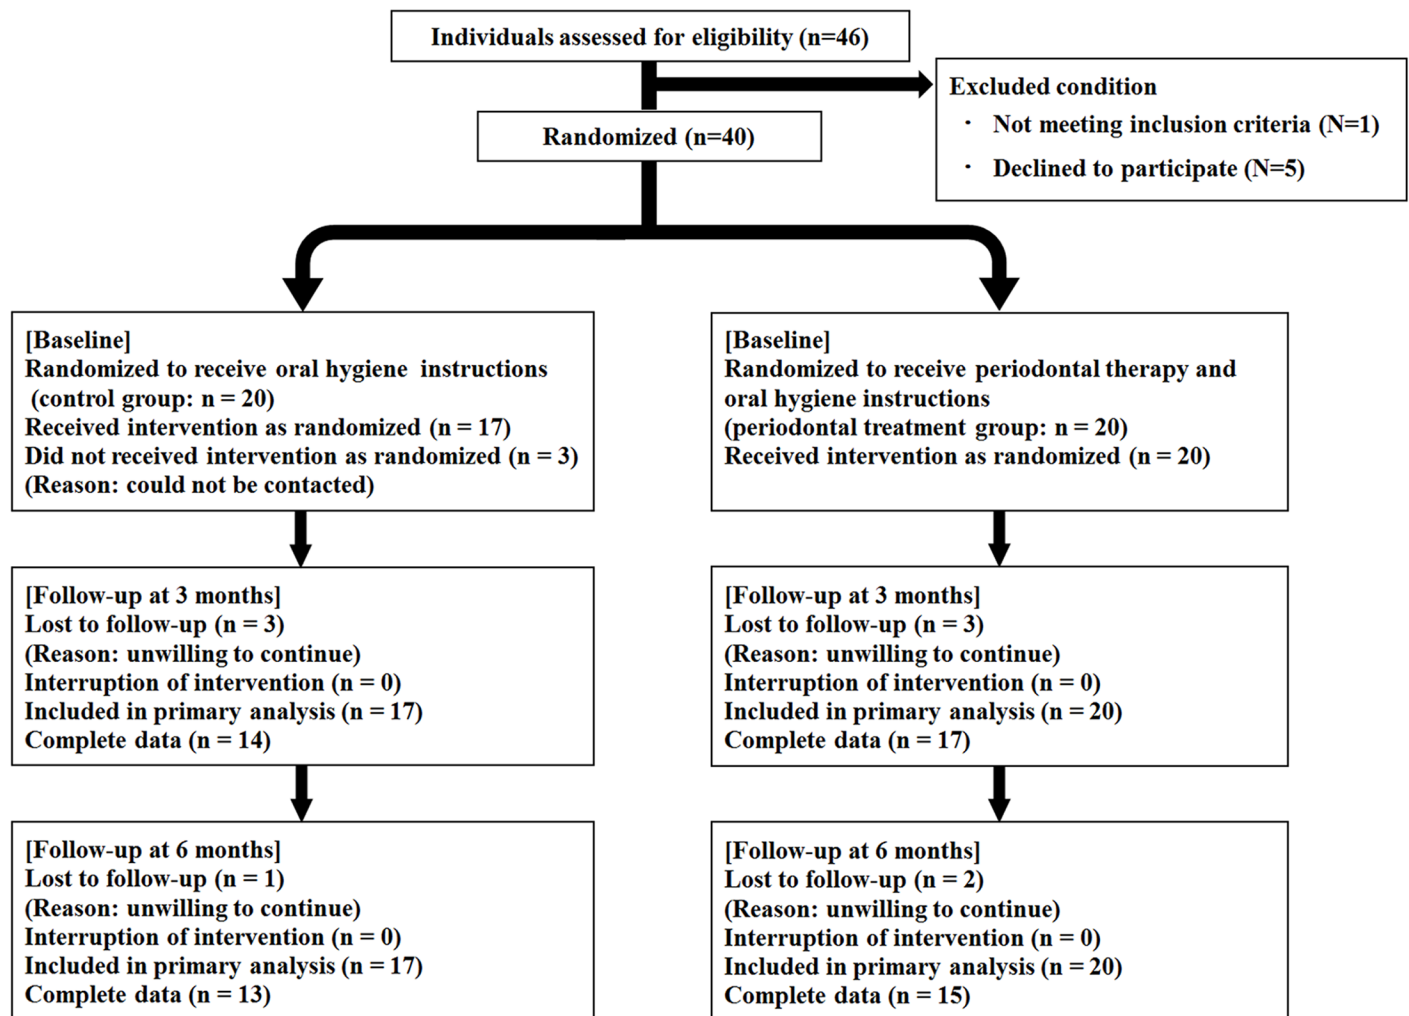 Individuals assessed for eligibility (n=46)
Excluded condition
・ Not meeting inclusion criteria (N=1)
・ Declined to participate (N=5)
Randomized (n=40)
[Baseline]
Randomized to receive oral hygiene instructions
(control group: n = 20)
Received intervention as randomized (n = 17)
Did not received intervention as randomized (n = 3)
(Reason: could not be contacted)
[Baseline]
Randomized to receive periodontal therapy and
oral hygiene instructions
(periodontal treatment group: n = 20)
Received intervention as randomized (n = 20)
[Follow-up at 3 months]
Lost to follow-up (n = 3)
(Reason: unwilling to continue)
Interruption of intervention (n = 0)
Included in primary analysis (n = 17)
Complete data (n = 14)
[Follow-up at 3 months]
Lost to follow-up (n = 3)
(Reason: unwilling to continue)
Interruption of intervention (n = 0)
Included in primary analysis (n = 20)
Complete data (n = 17)
[Follow-up at 6 months]
Lost to follow-up (n = 1)
(Reason: unwilling to continue)
Interruption of intervention (n = 0)
Included in primary analysis (n = 17)
Complete data (n = 13)
[Follow-up at 6 months]
Lost to follow-up (n = 2)
(Reason: unwilling to continue)
Interruption of intervention (n = 0)
Included in primary analysis (n = 20)
Complete data (n = 15)